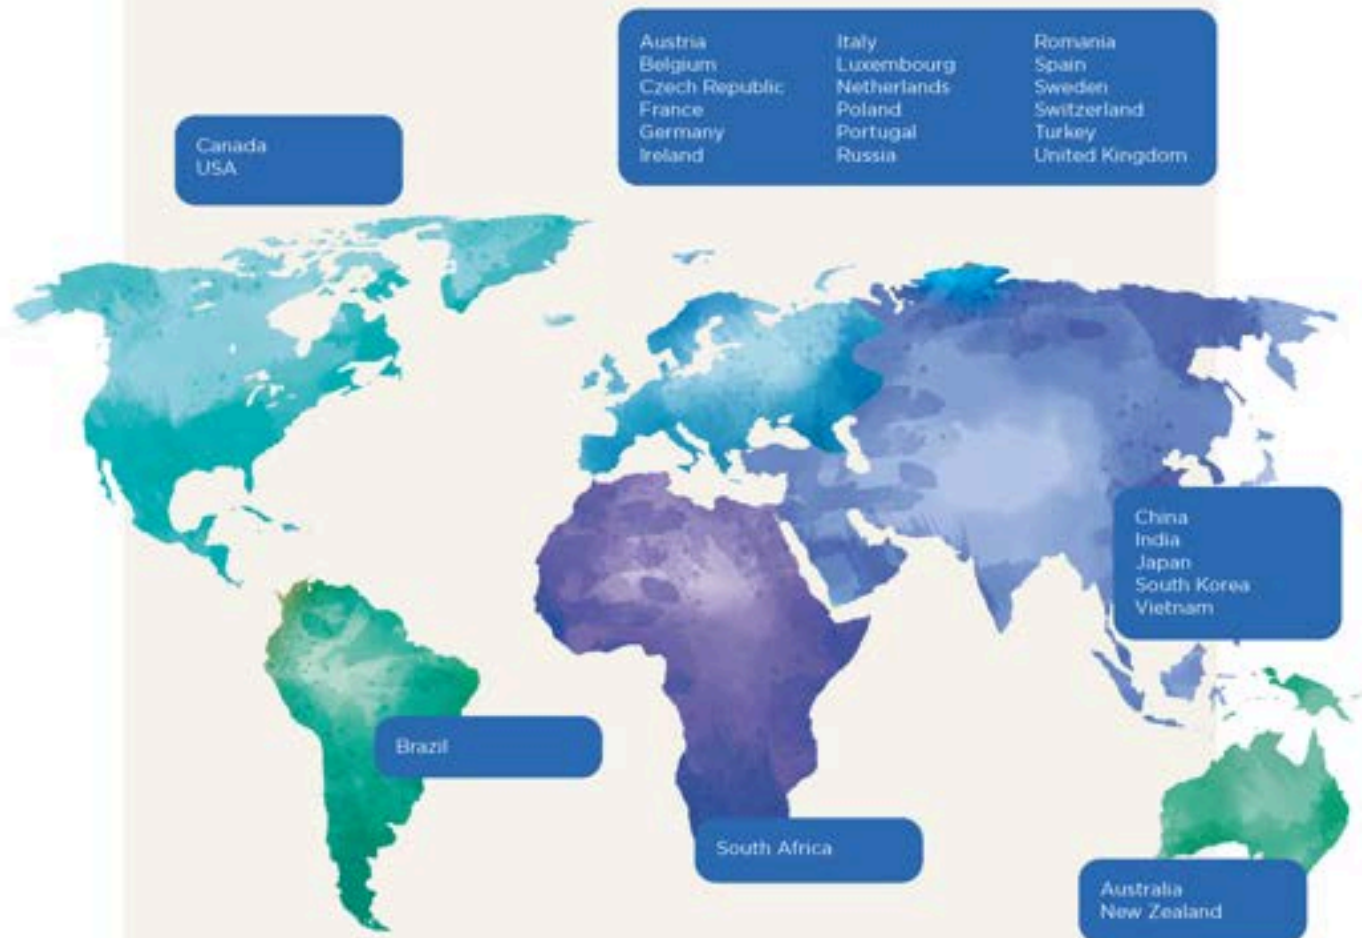 Austria
Belgium
Czech Republic
France
Germany
Ireland
Italy
Luxembourg
Netherlands
Poland
Portugal
Russia
Romania
Spain
Sweden
Switzerland
Turkey
United Kingdom
Canada
USA
China
India
Japan
South Korea
Vietnam
Brazil
South Africa
Australia
New Zealand